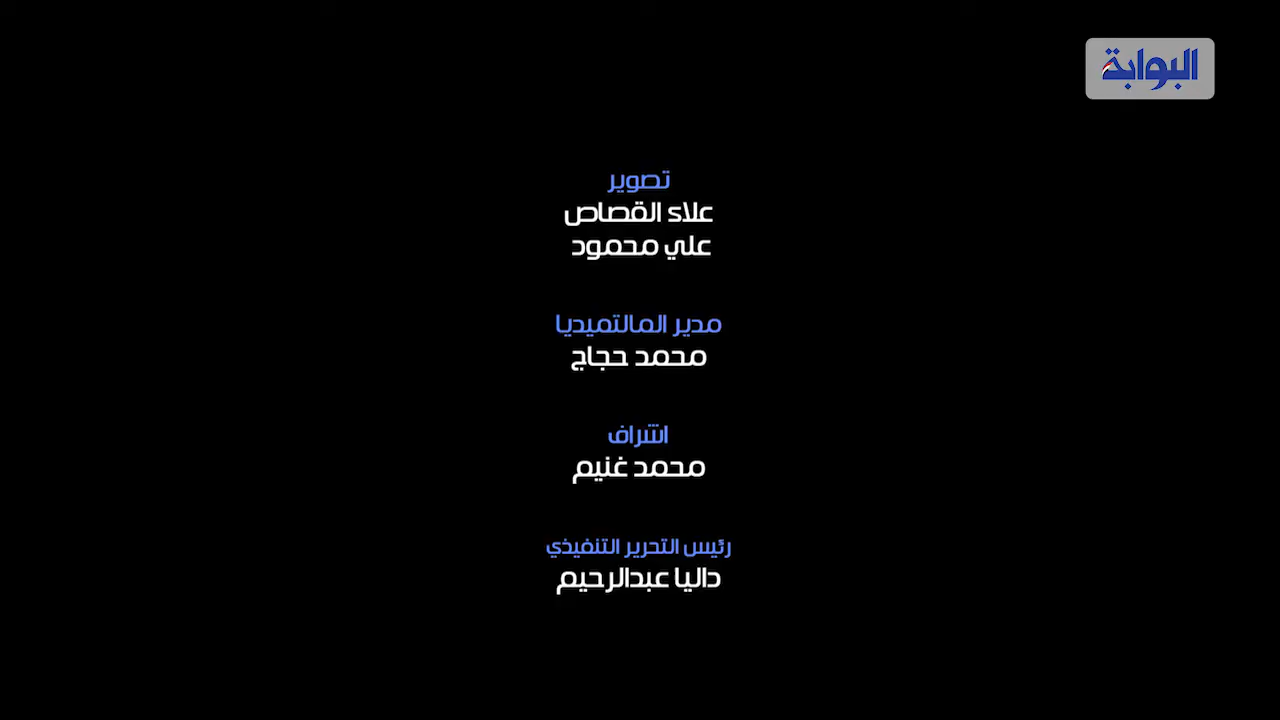 البوابة
تصوير
علاء القصاص
علي محمود
مدير المالتميديا
محمد حجاج
اشراف
محمد غنيم
رئيس التحرير التنفيذي
داليا عبدالرحيم